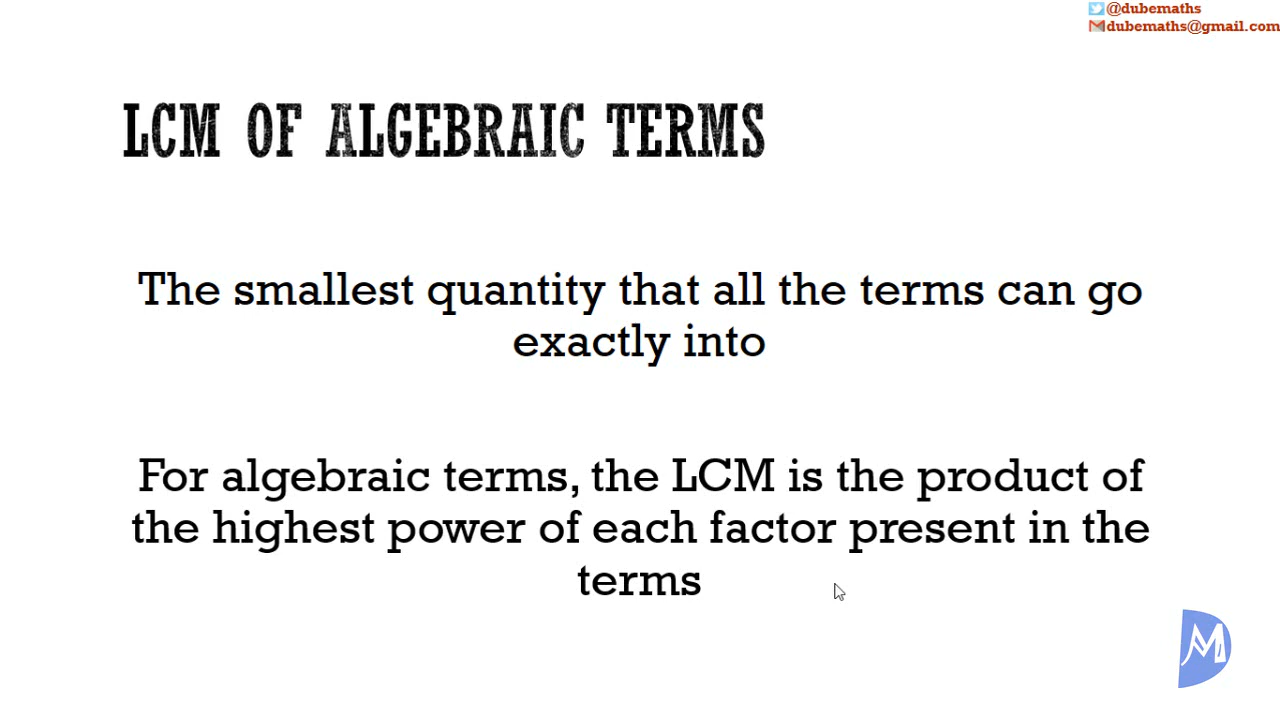 @dubemaths
dubemaths@gmail.com
LCM OF ALGEBRAIC TERMS
The smallest quantity that all the terms can go
exactly into
For algebraic terms, the LCM is the product of
the highest power of each factor present in the
terms
DM